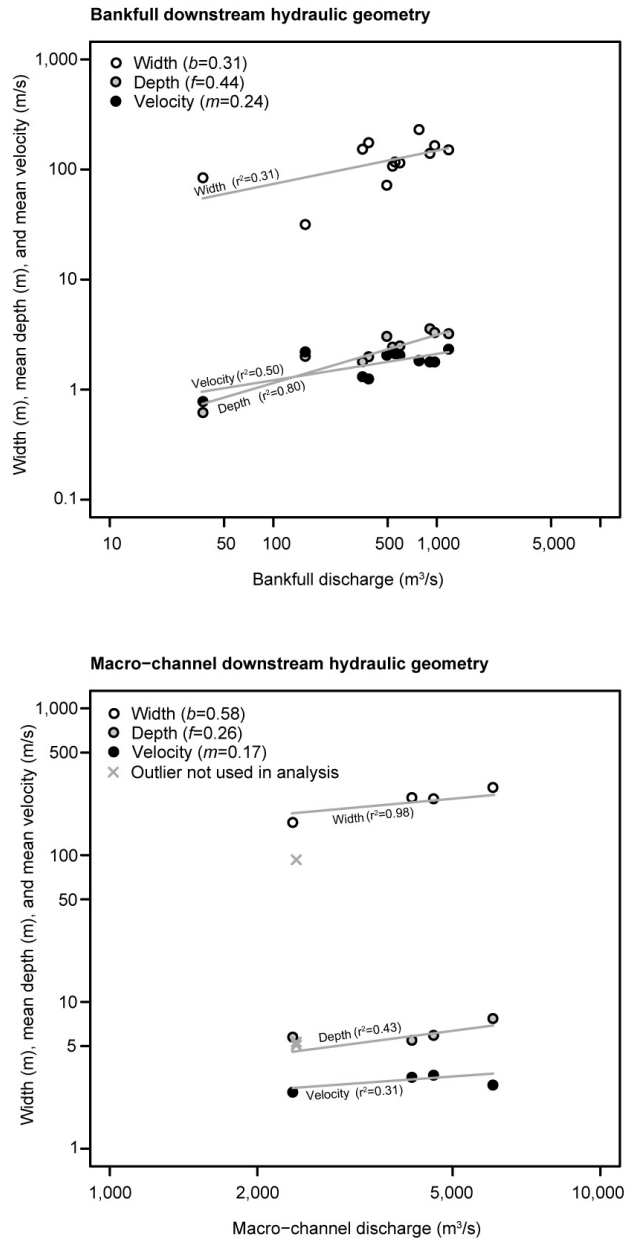 Bankfull downstream hydraulic geometry
Width (m), mean depth (m), and mean velocity (m/s)
1,000
100
10
1
0.1
Width (b=0.31)
Depth (f=0.44)
Velocity (m=0.24)
Width (r²=0.31)
Velocity (r²=0.50)
Depth (r²=0.80)
10
50
100
500
1,000
5,000
Bankfull discharge (m³/s)
Macro−channel downstream hydraulic geometry
Width (m), mean depth (m), and mean velocity (m/s)
1,000
500
100
50
10
5
1
Width (b=0.58)
Depth (f=0.26)
Velocity (m=0.17)
Outlier not used in analysis
Width (r²=0.98)
Depth (r²=0.43)
Velocity (r²=0.31)
1,000
2,000
5,000
10,000
Macro−channel discharge (m³/s)